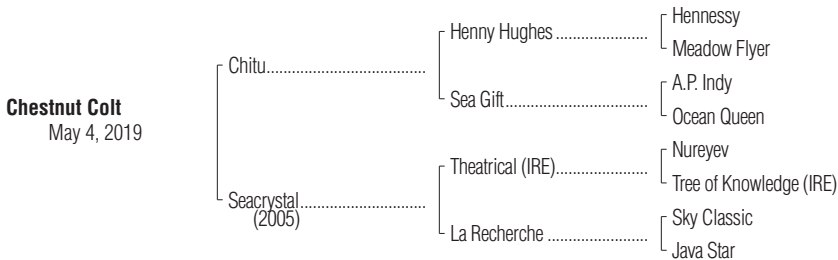 Hennessy
Henny Hughes ........................
Meadow Flyer
Chitu..........................................
A.P. Indy
Sea Gift.....................................
Ocean Queen
Chestnut Colt
May 4, 2019
Nureyev
Theatrical (IRE)........................
Tree of Knowledge (IRE)
Seacrystal.................................
(2005)
Sky Classic
La Recherche ..........................
Java Star